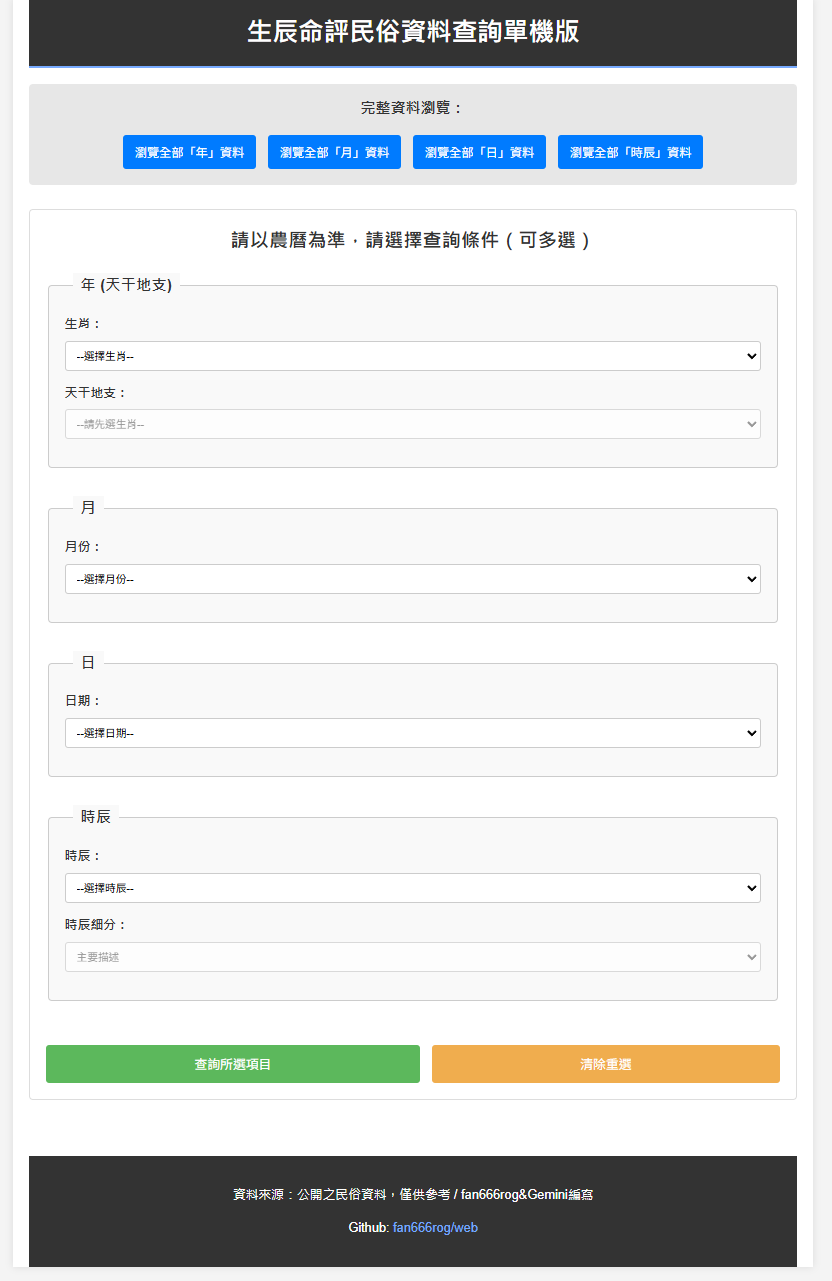 生辰命評民俗資料查詢單機版
完整資料瀏覽：
瀏覽全部「年」資料 瀏覽全部「月」資料 瀏覽全部「日」資料 瀏覽全部「時辰」資料
請以農曆為準，請選擇查詢條件（可多選）
年 (天干地支)
生肖：
--選擇生肖--
天干地支：
--請先選生肖--
月
月份：
--選擇月份--
日
日期：
--選擇日期--
時辰
時辰：
--選擇時辰--
時辰細分：
主要描述
查詢所選項目 清除重選
資料來源：公開之民俗資料，僅供參考 / fan666rog&Gemini編寫
Github: fan666rog/web